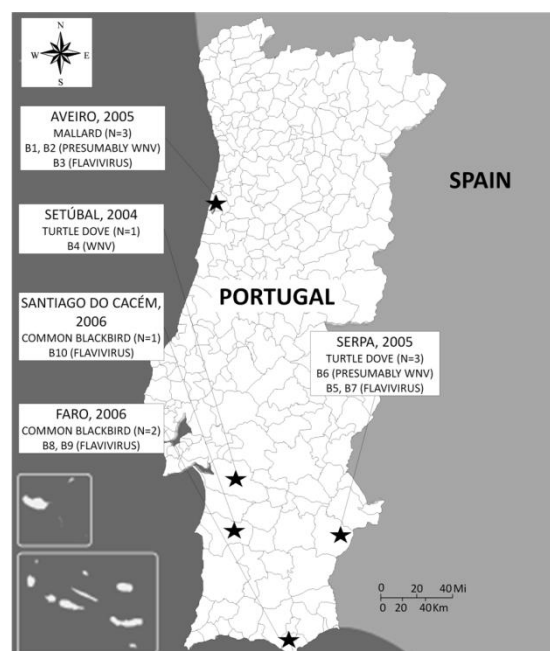 N
W E
S
AVEIRO, 2005
MALLARD (N=3)
B1, B2 (PRESUMABLY WNV)
B3 (FLAVIVIRUS)
SETÚBAL, 2004
TURTLE DOVE (N=1)
B4 (WNV)
SANTIAGO DO CACÉM,
2006
COMMON BLACKBIRD (N=1)
B10 (FLAVIVIRUS)
FARO, 2006
COMMON BLACKBIRD (N=2)
B8, B9 (FLAVIVIRUS)
SPAIN
PORTUGAL
SERPA, 2005
TURTLE DOVE (N=3)
B6 (PRESUMABLY WNV)
B5, B7 (FLAVIVIRUS)
0 20 40 Mi
0 20 40 Km